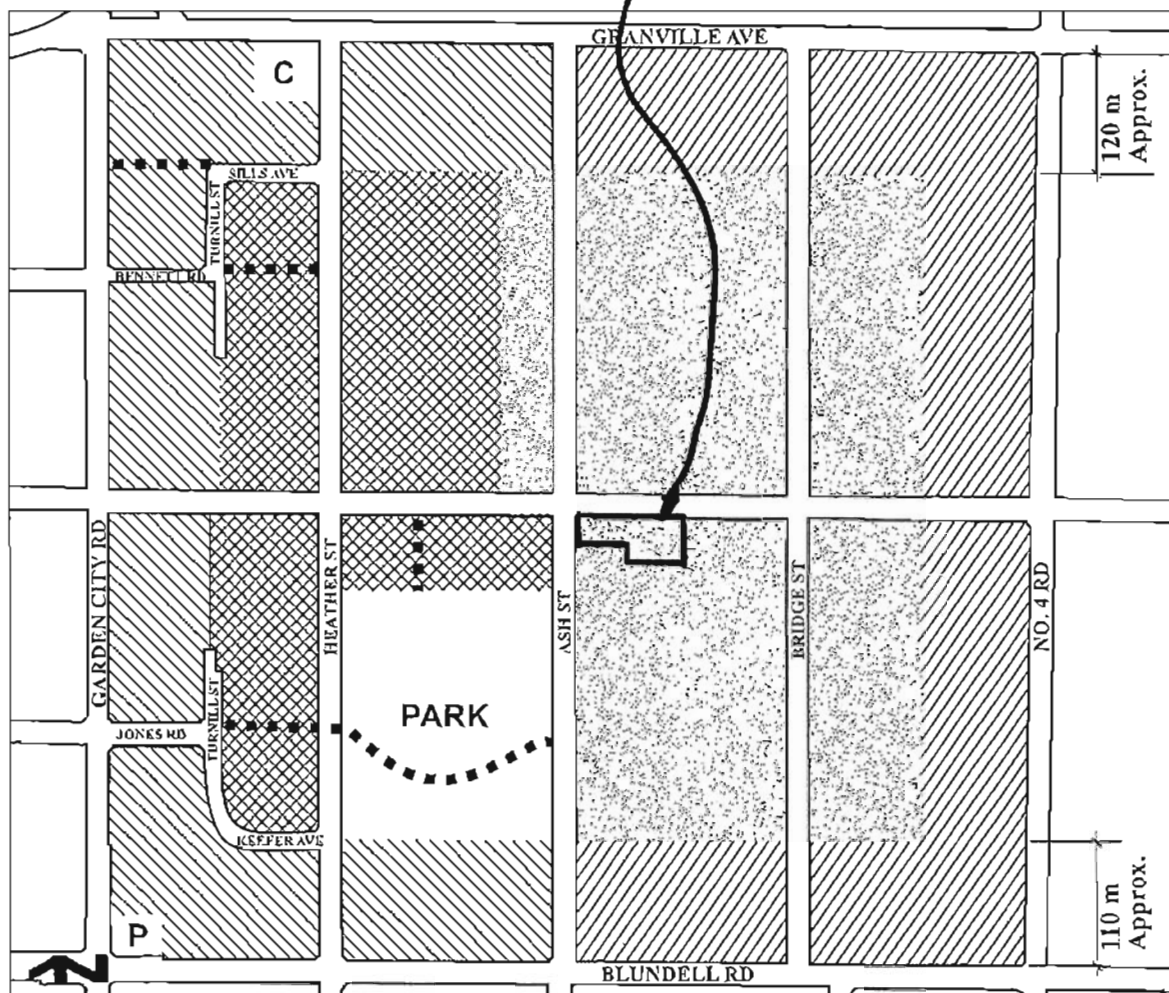 GRANVILLE AVE
C
120 m
Approx.
SILLS AVE
TURNILL ST
BENNETT RD
GARDEN CITY RD
HEATHER ST
ASH ST
BRIDGE ST
NO. 4 RD
PARK
TURNILL ST
JONES RD
KEEFER AVE
P
110 m
Approx.
BLUNDELL RD